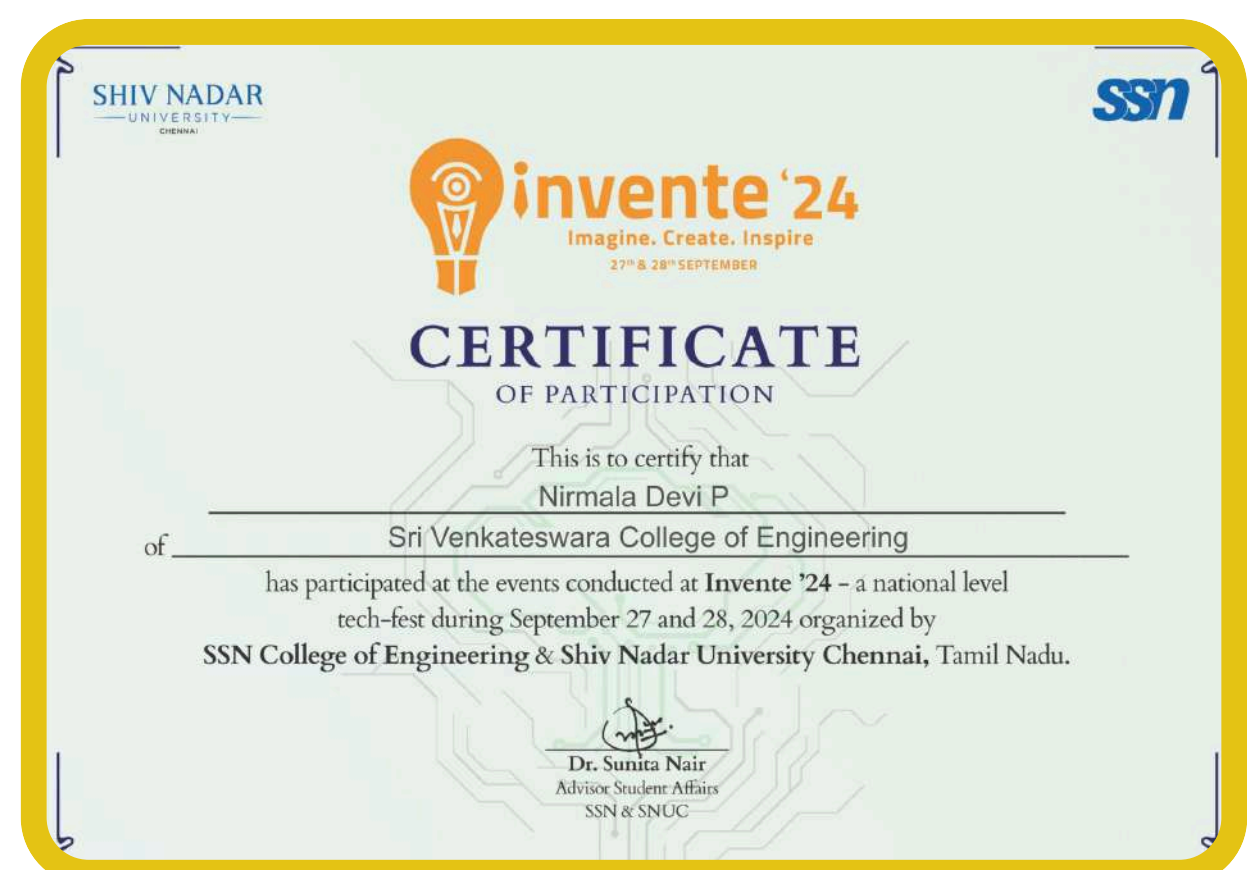 SHIV NADAR
UNIVERSITY
CHENNAI
ssn
invente '24
Imagine. Create. Inspire
27th & 28th SEPTEMBER
CERTIFICATE
OF PARTICIPATION
This is to certify that
Nirmala Devi P
of Sri Venkateswara College of Engineering
has participated at the events conducted at Invente ’24 – a national level
tech-fest during September 27 and 28, 2024 organized by
SSN College of Engineering & Shiv Nadar University Chennai, Tamil Nadu.
Dr. Sunita Nair
Advisor Student Affairs
SSN & SNUC